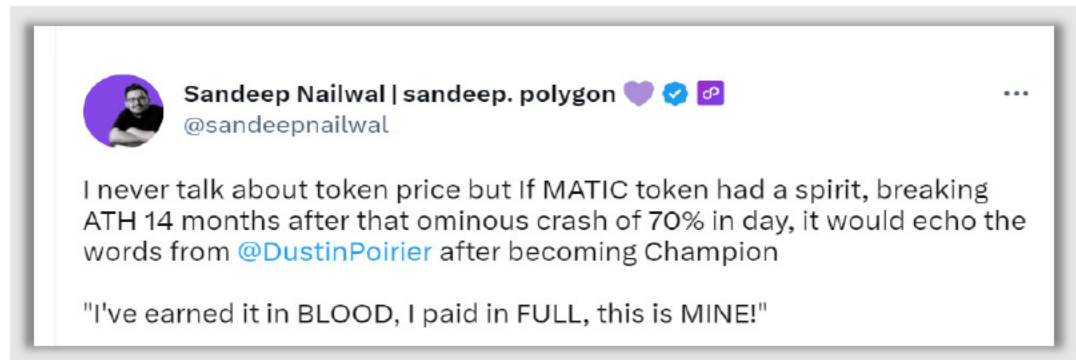 Sandeep Nailwal | sandeep. polygon 💜
@sandeepnailwal
I never talk about token price but If MATIC token had a spirit, breaking
ATH 14 months after that ominous crash of 70% in day, it would echo the
words from @DustinPoirier after becoming Champion
"I've earned it in BLOOD, I paid in FULL, this is MINE!"